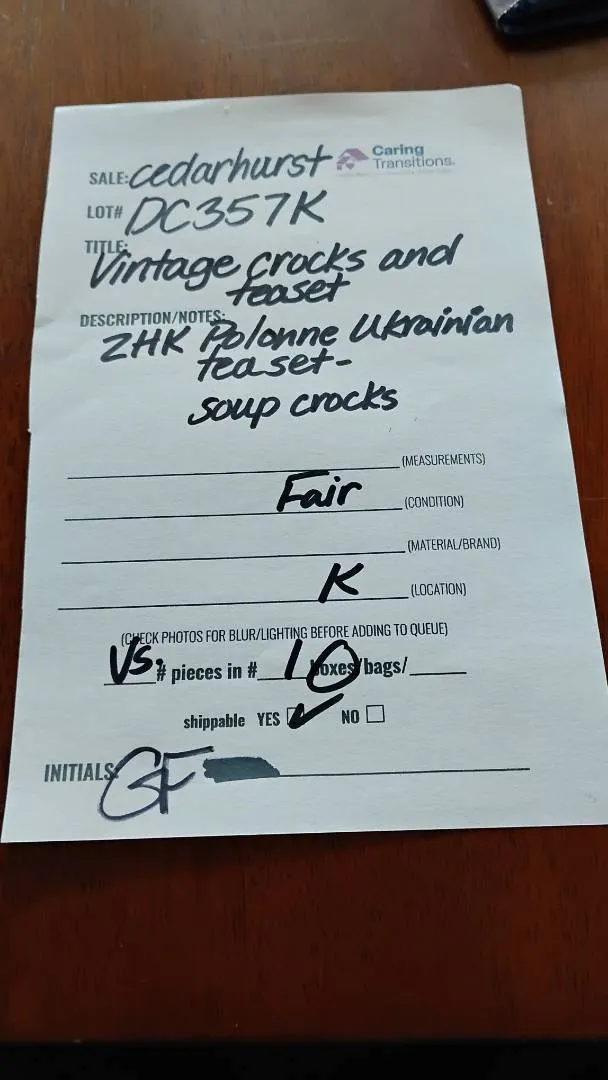 SALE: cedarhurst Caring Transitions.
LOT# DC357K
TITLE:
Vintage crocks and
teaset
DESCRIPTION/NOTES:
ZHK Polonne Ukrainian
teaset-
soup crocks
(MEASUREMENTS)
Fair (CONDITION)
(MATERIAL/BRAND)
K (LOCATION)
(CHECK PHOTOS FOR BLUR/LIGHTING BEFORE ADDING TO QUEUE)
VS. # pieces in # 1 boxes/bags/
shippable YES ✓ NO
INITIALS: GF